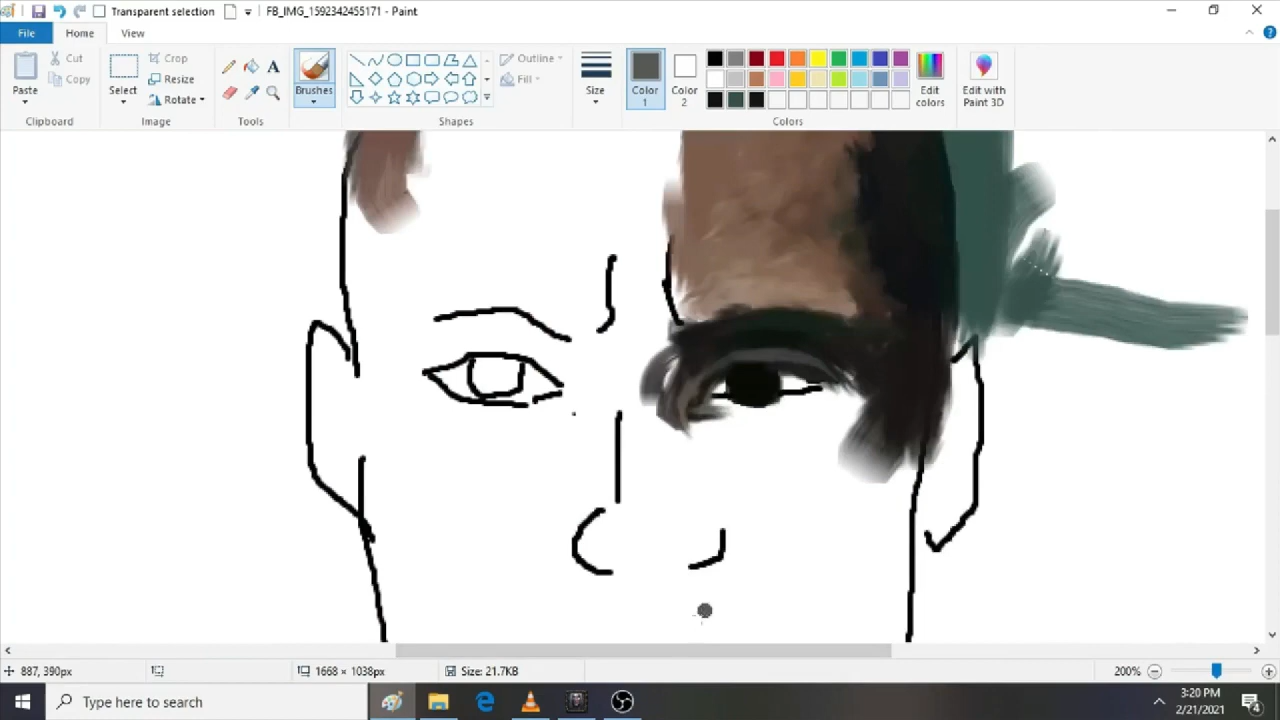 Transparent selection
FB_IMG_1592342455171 - Paint
File
Home
View
Paste
Cut
Copy
Clipboard
Select
Crop
Resize
Rotate
Image
A
Tools
Brushes
Outline
Fill
Shapes
Size
Color 1
Color 2
Edit colors
Colors
Edit with Paint 3D
887, 390px
1668 × 1038px
Size: 21.7KB
200%
Type here to search
3:20 PM
2/21/2021
4